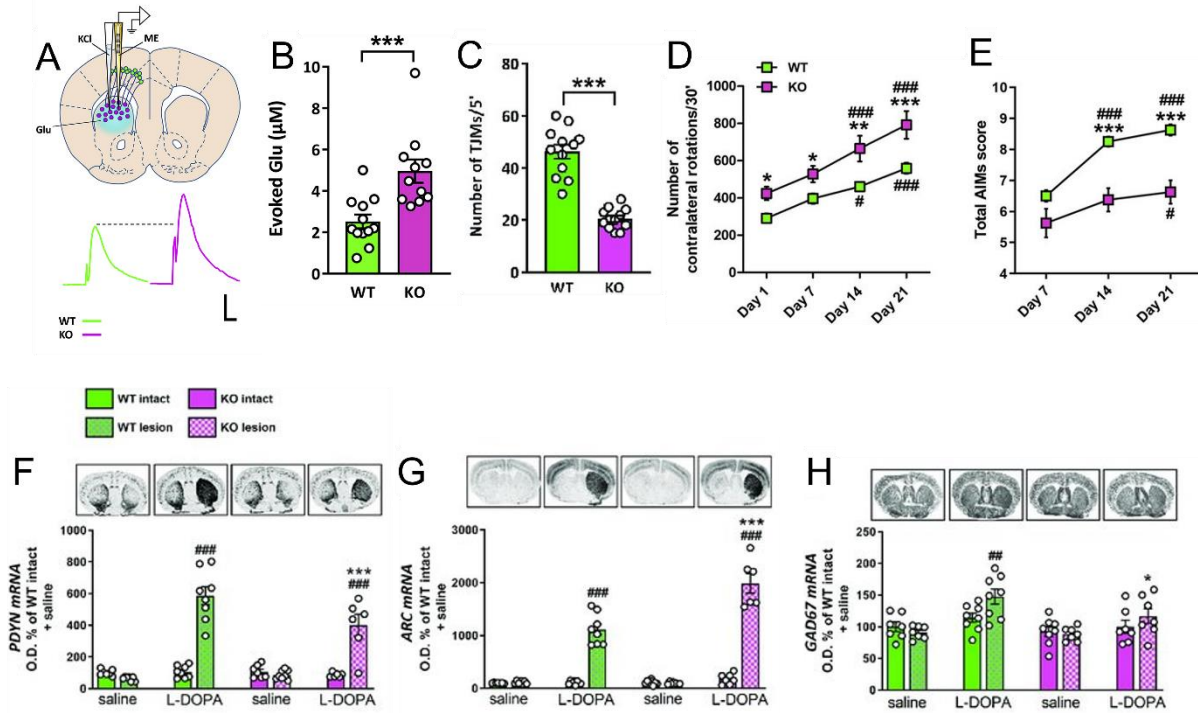 A
KCl
ME
Glu
WT
KO
B
***
Evoked Glu (µM)
10
8
6
4
2
0
WT
KO
C
***
Number of TJMs/5'
80
60
40
20
0
WT
KO
D
WT
KO
Number of
contralateral rotations/30'
1000
800
600
400
200
0
*
*
###
**
###
***
#
###
Day 1
Day 7
Day 14
Day 21
E
Total AIMs score
10
9
8
7
6
5
4
###
***
###
***
#
Day 7
Day 14
Day 21
WT intact
KO intact
WT lesion
KO lesion
F
PDYN mRNA
O.D. % of WT intact
+ saline
1000
800
600
400
200
0
###
***
###
saline
L-DOPA
saline
L-DOPA
G
ARC mRNA
O.D. % of WT intact
+ saline
3000
2000
1000
0
###
***
###
saline
L-DOPA
saline
L-DOPA
H
GAD67 mRNA
O.D. % of WT intact
+ saline
300
200
100
0
##
*
saline
L-DOPA
saline
L-DOPA